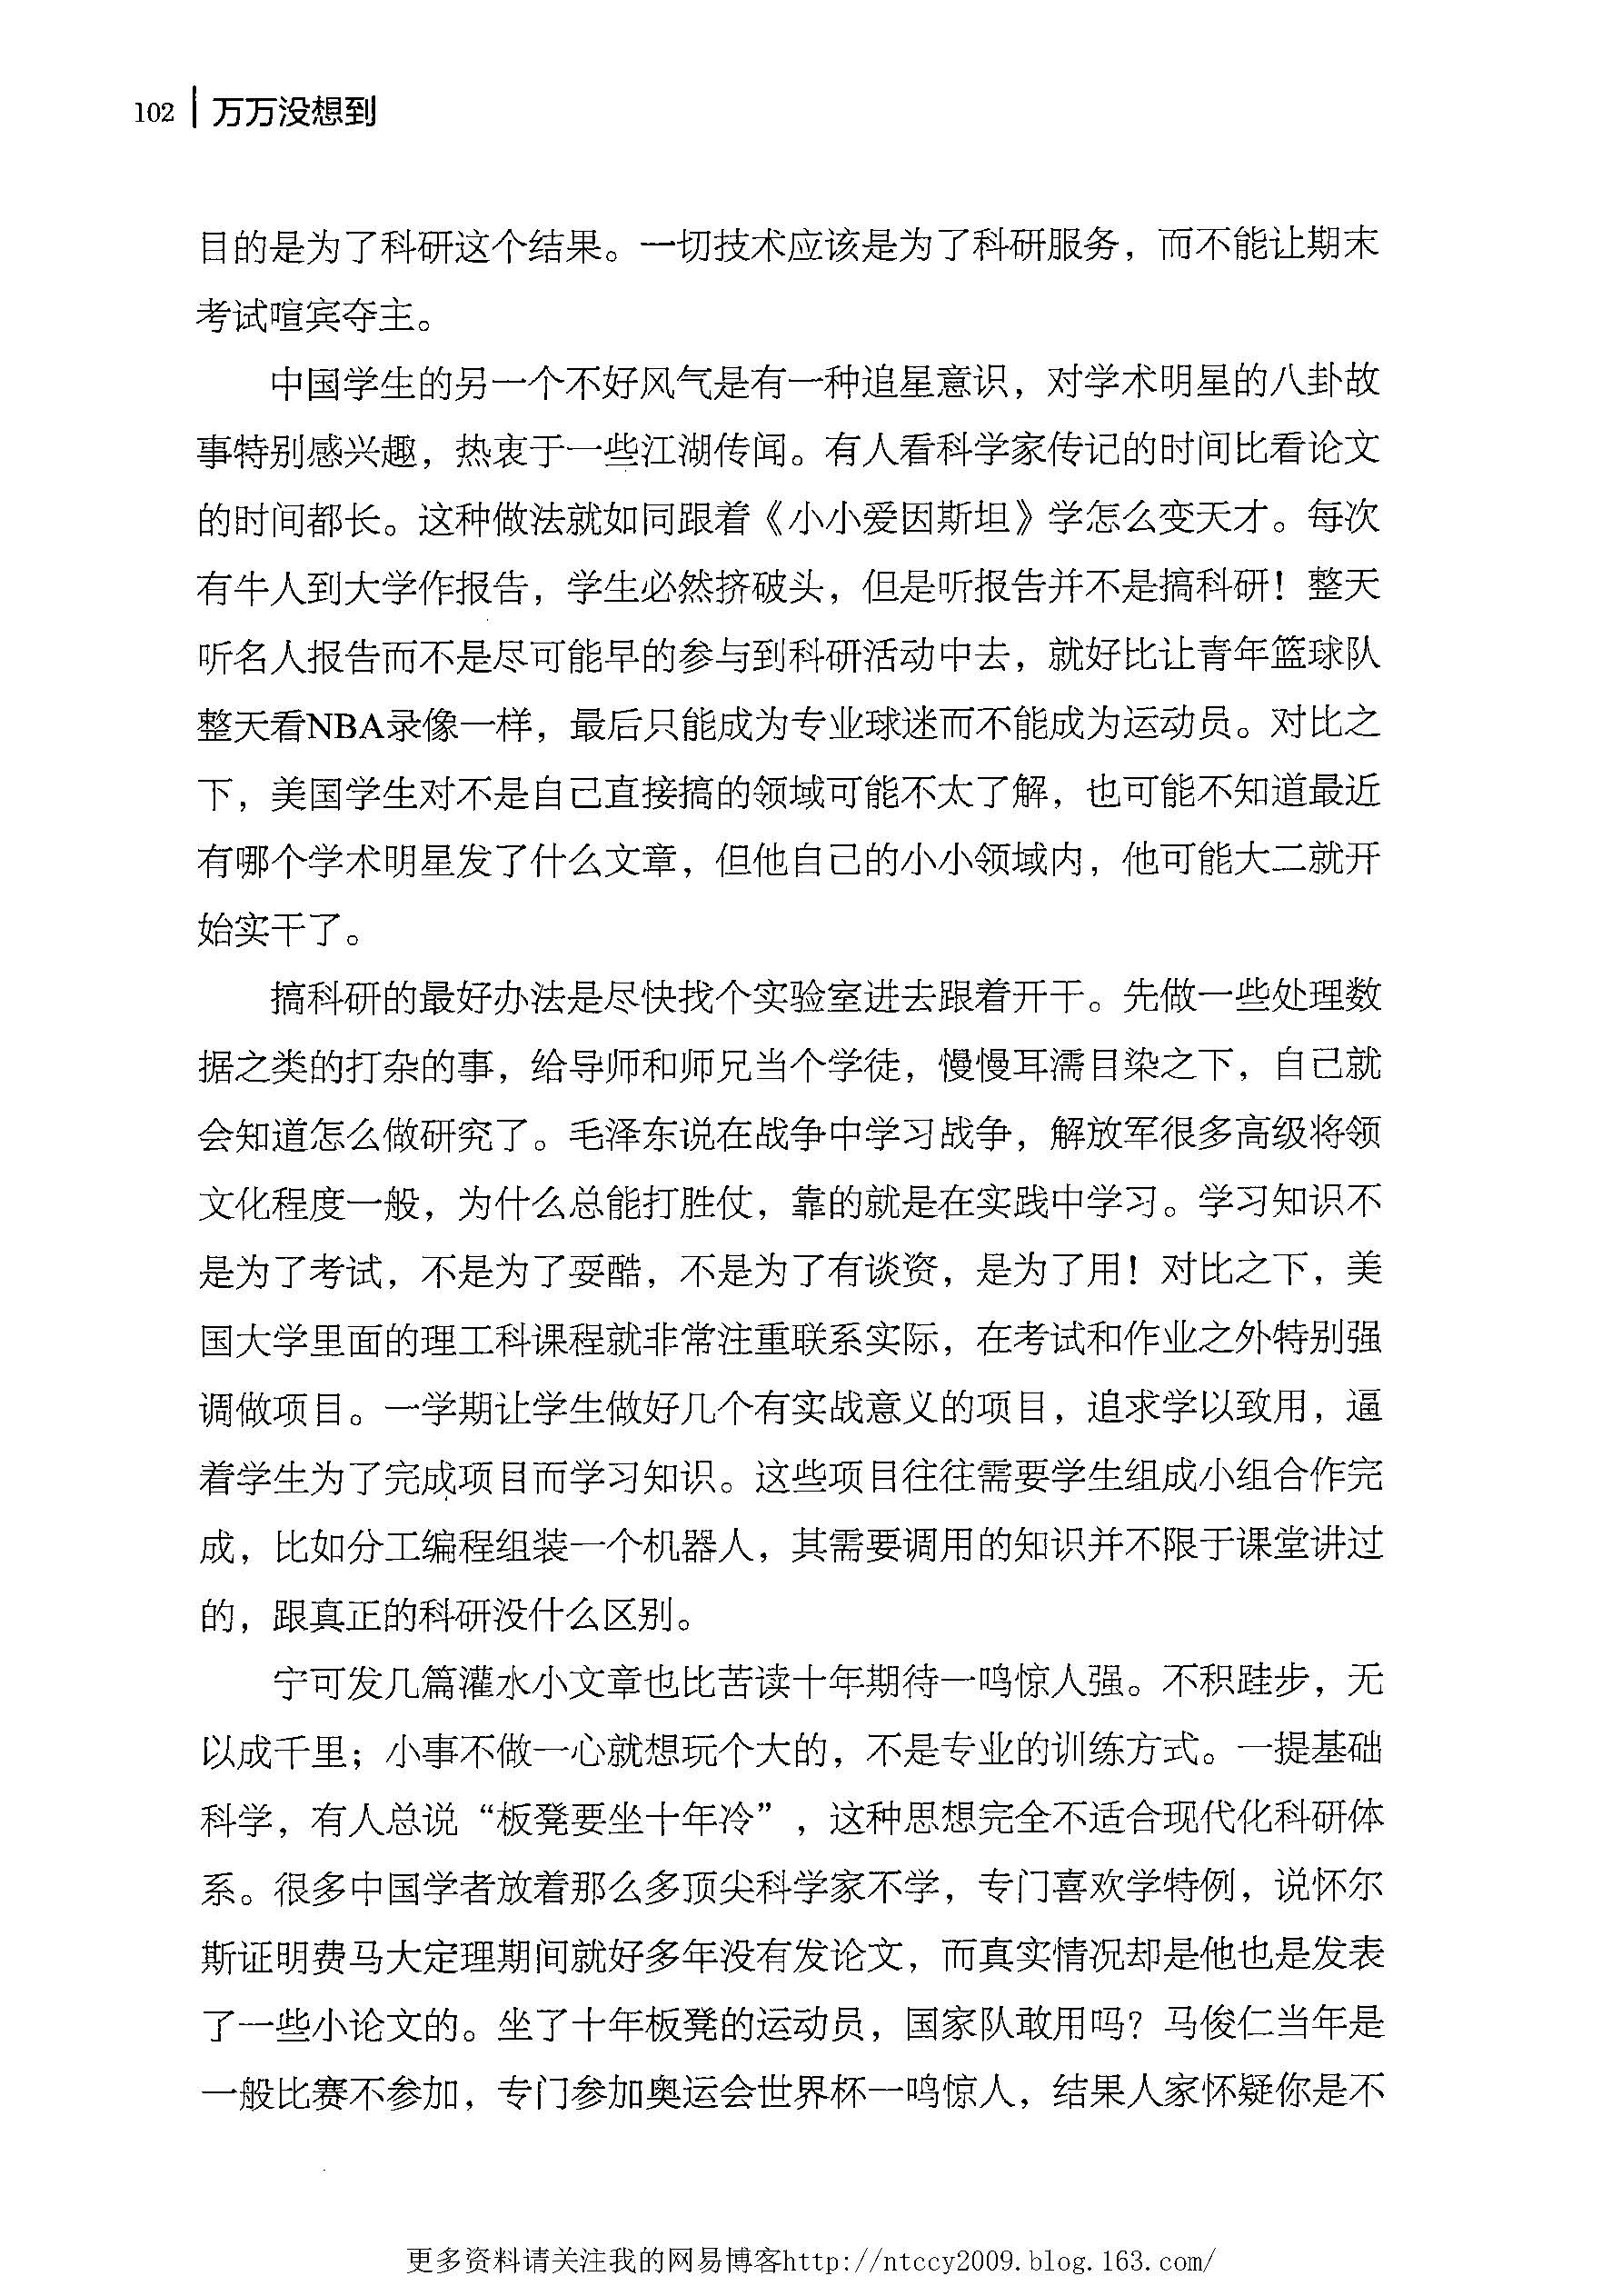 102 万万没想到
目的是为了科研这个结果。一切技术应该是为了科研服务，而不能让期末
考试喧宾夺主。
中国学生的另一个不好风气是有一种追星意识，对学术明星的八卦故
事特别感兴趣，热衷于一些江湖传闻。有人看科学家传记的时间比看论文
的时间都长。这种做法就如同跟着《小小爱因斯坦》学怎么变天才。每次
有牛人到大学作报告，学生必然挤破头，但是听报告并不是搞科研！整天
听名人报告而不是尽可能早的参与到科研活动中去，就好比让青年篮球队
整天看NBA录像一样，最后只能成为专业球迷而不能成为运动员。对比之
下，美国学生对不是自己直接搞的领域可能不太了解，也可能不知道最近
有哪个学术明星发了什么文章，但他自己的小小领域内，他可能大二就开
始实干了。
搞科研的最好办法是尽快找个实验室进去跟着开干。先做一些处理数
据之类的打杂的事，给导师和师兄当个学徒，慢慢耳濡目染之下，自己就
会知道怎么做研究了。毛泽东说在战争中学习战争，解放军很多高级将领
文化程度一般，为什么总能打胜仗，靠的就是在实践中学习。学习知识不
是为了考试，不是为了耍酷，不是为了有谈资，是为了用！对比之下，美
国大学里面的理工科课程就非常注重联系实际，在考试和作业之外特别强
调做项目。一学期让学生做好几个有实战意义的项目，追求学以致用，逼
着学生为了完成项目而学习知识。这些项目往往需要学生组成小组合作完
成，比如分工编程组装一个机器人，其需要调用的知识并不限于课堂讲过
的，跟真正的科研没什么区别。
宁可发几篇灌水小文章也比苦读十年期待一鸣惊人强。不积跬步，无
以成千里；小事不做一心就想玩个大的，不是专业的训练方式。一提基础
科学，有人总说“板凳要坐十年冷”，这种思想完全不适合现代化科研体
系。很多中国学者放着那么多顶尖科学家不学，专门喜欢学特例，说怀尔
斯证明费马大定理期间就好多年没有发论文，而真实情况却是他也是发表
了一些小论文的。坐了十年板凳的运动员，国家队敢用吗？马俊仁当年是
一般比赛不参加，专门参加奥运会世界杯一鸣惊人，结果人家怀疑你是不
更多资料请关注我的网易博客http://ntccy2009.blog.163.com/